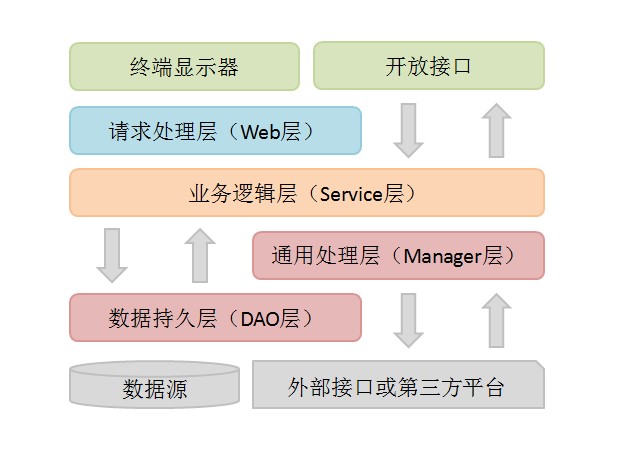 终端显示器
开放接口
请求处理层（Web层）
业务逻辑层（Service层）
通用处理层（Manager层）
数据持久层（DAO层）
数据源
外部接口或第三方平台